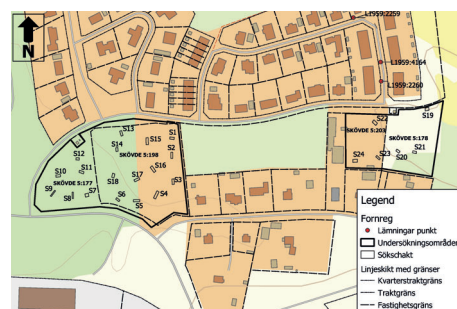 N
L1959:2259
L1959:4164
L1959:2260
S19
S22
SKÖVDE 5:203
SKÖVDE 5:178
S21
S20
S23
S24
S13
S15
S1
S14
SKÖVDE 5:198
S2
S12
S16
S11
S10
SKÖVDE 5:177
S18
S17
S3
S9
S8
S7
S6
S5
S4
Legend
Fornreg
Lämningar punkt
Undersökningsområden
Sökschakt
Linjeskikt med gränser
Kvarterstraktgräns
Traktgräns
Fastighetsgräns